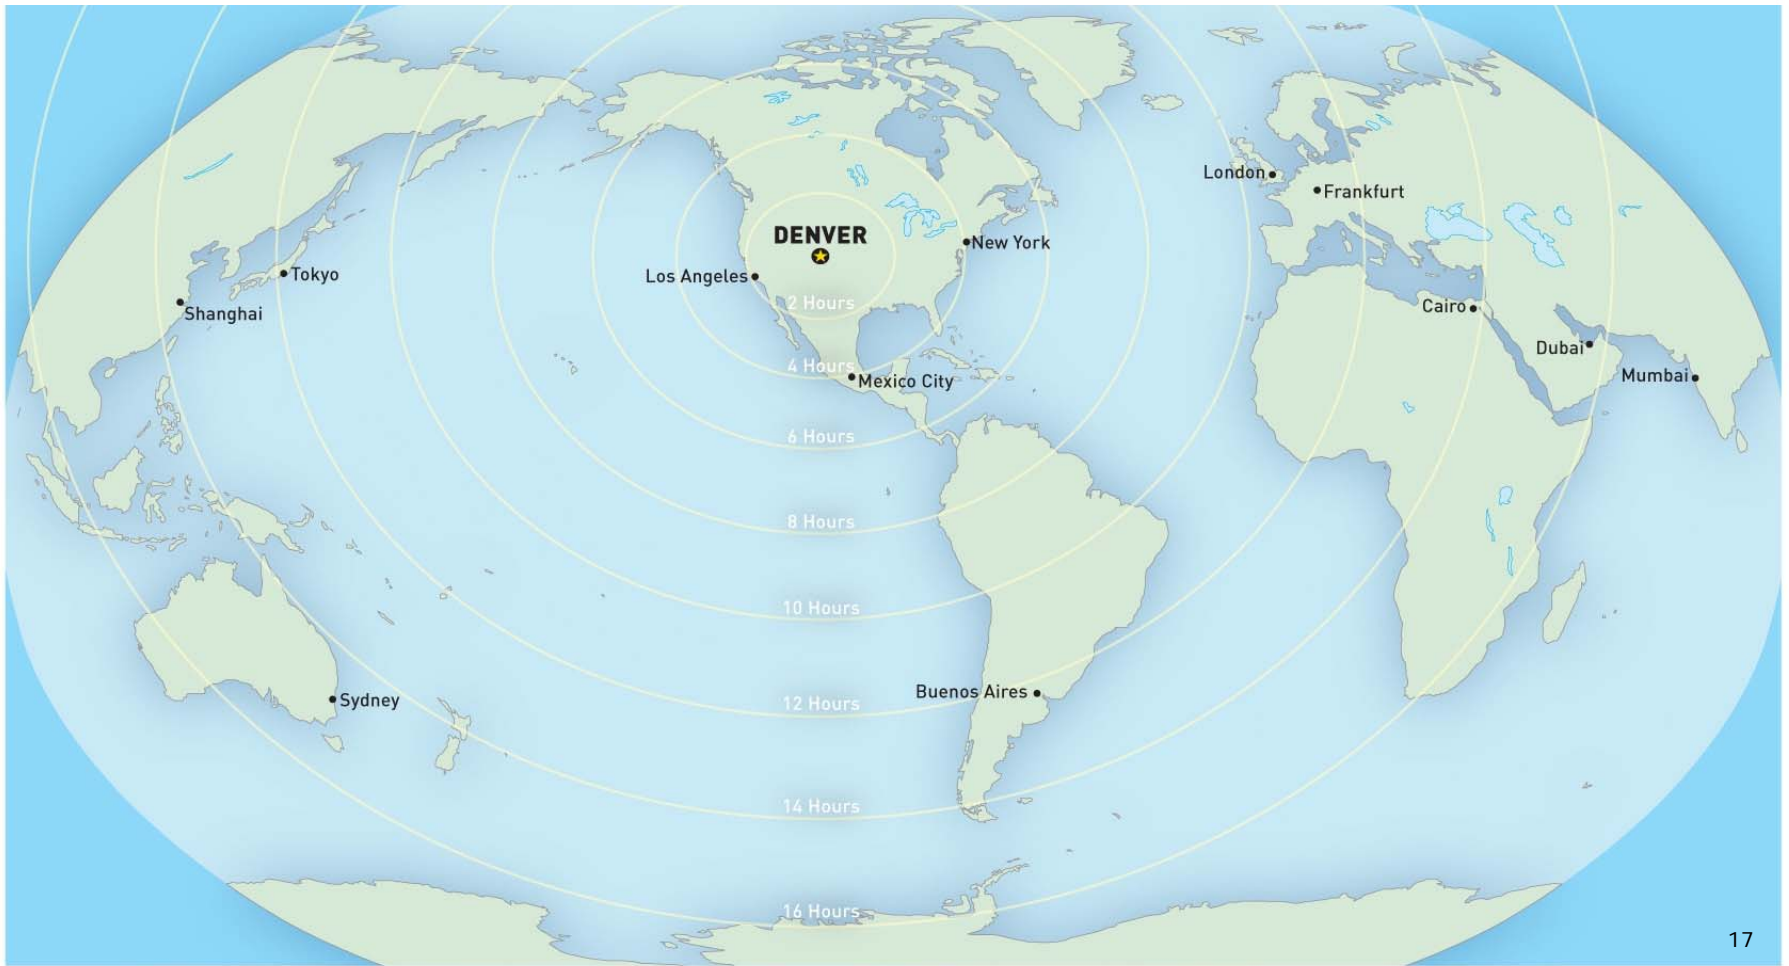 London
Frankfurt
DENVER
New York
Tokyo
Los Angeles
2 Hours
Shanghai
Cairo
Dubai
4 Hours
Mexico City
Mumbai
6 Hours
8 Hours
10 Hours
Buenos Aires
Sydney
12 Hours
14 Hours
16 Hours
17